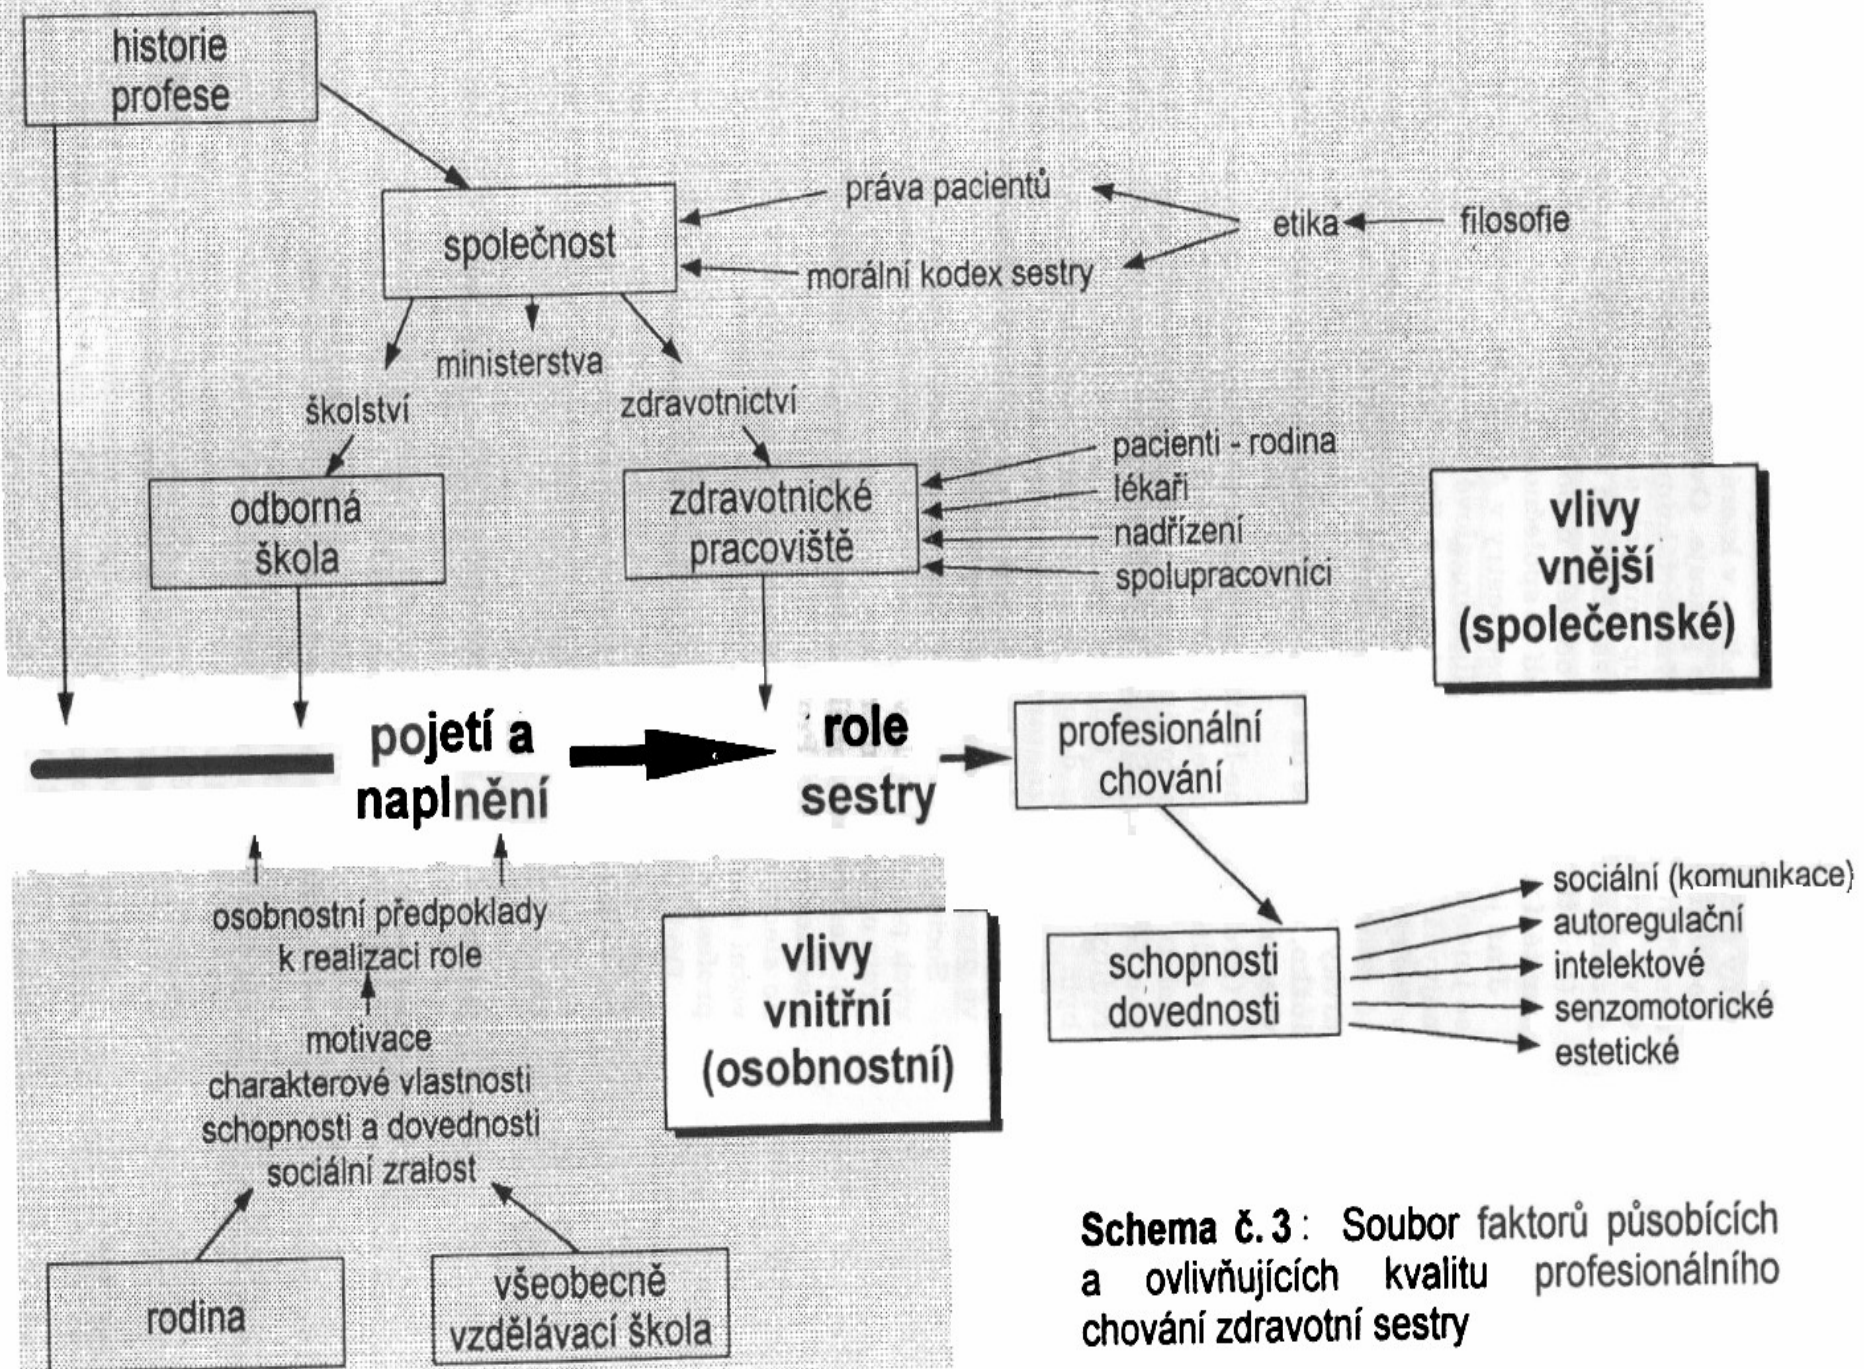 historie
profese
společnost
práva pacientů
etika
filosofie
morální kodex sestry
ministerstva
školství
zdravotnictví
odborná
škola
zdravotnické
pracoviště
pacienti - rodina
lékaři
nadřízení
spolupracovníci
vlivy
vnější
(společenské)
pojetí a
naplnění
role
sestry
profesionální
chování
osobnostní předpoklady
k realizaci role
motivace
charakterové vlastnosti
schopnosti a dovednosti
sociální zralost
vlivy
vnitřní
(osobnostní)
schopnosti
dovednosti
sociální (komunikace)
autoregulační
intelektové
senzomotorické
estetické
rodina
všeobecně
vzdělávací škola
Schema č. 3 : Soubor faktorů působících
a ovlivňujících kvalitu profesionálního
chování zdravotní sestry